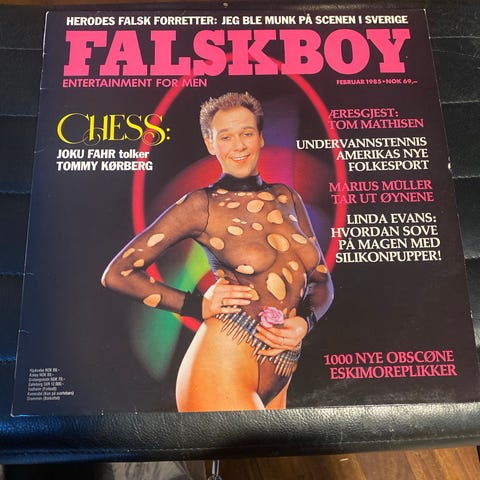 HERODES FALSK FORRETTER: JEG BLE MUNK PÅ SCENEN I SVERIGE
FALSKBOY
ENTERTAINMENT FOR MEN
FEBRUAR 1985 • NOK 69,–
CHESS:
JOKU FAHR tolker
TOMMY KØRBERG
ÆRESGJEST:
TOM MATHISEN
UNDERVANNSTENNIS
AMERIKAS NYE
FOLKESPORT
MARIUS MÜLLER
TAR UT ØYNENE
LINDA EVANS:
HVORDAN SOVE
PÅ MAGEN MED
SILIKONPUPPER!
1000 NYE OBSCØNE
ESKIMOREPLIKKER